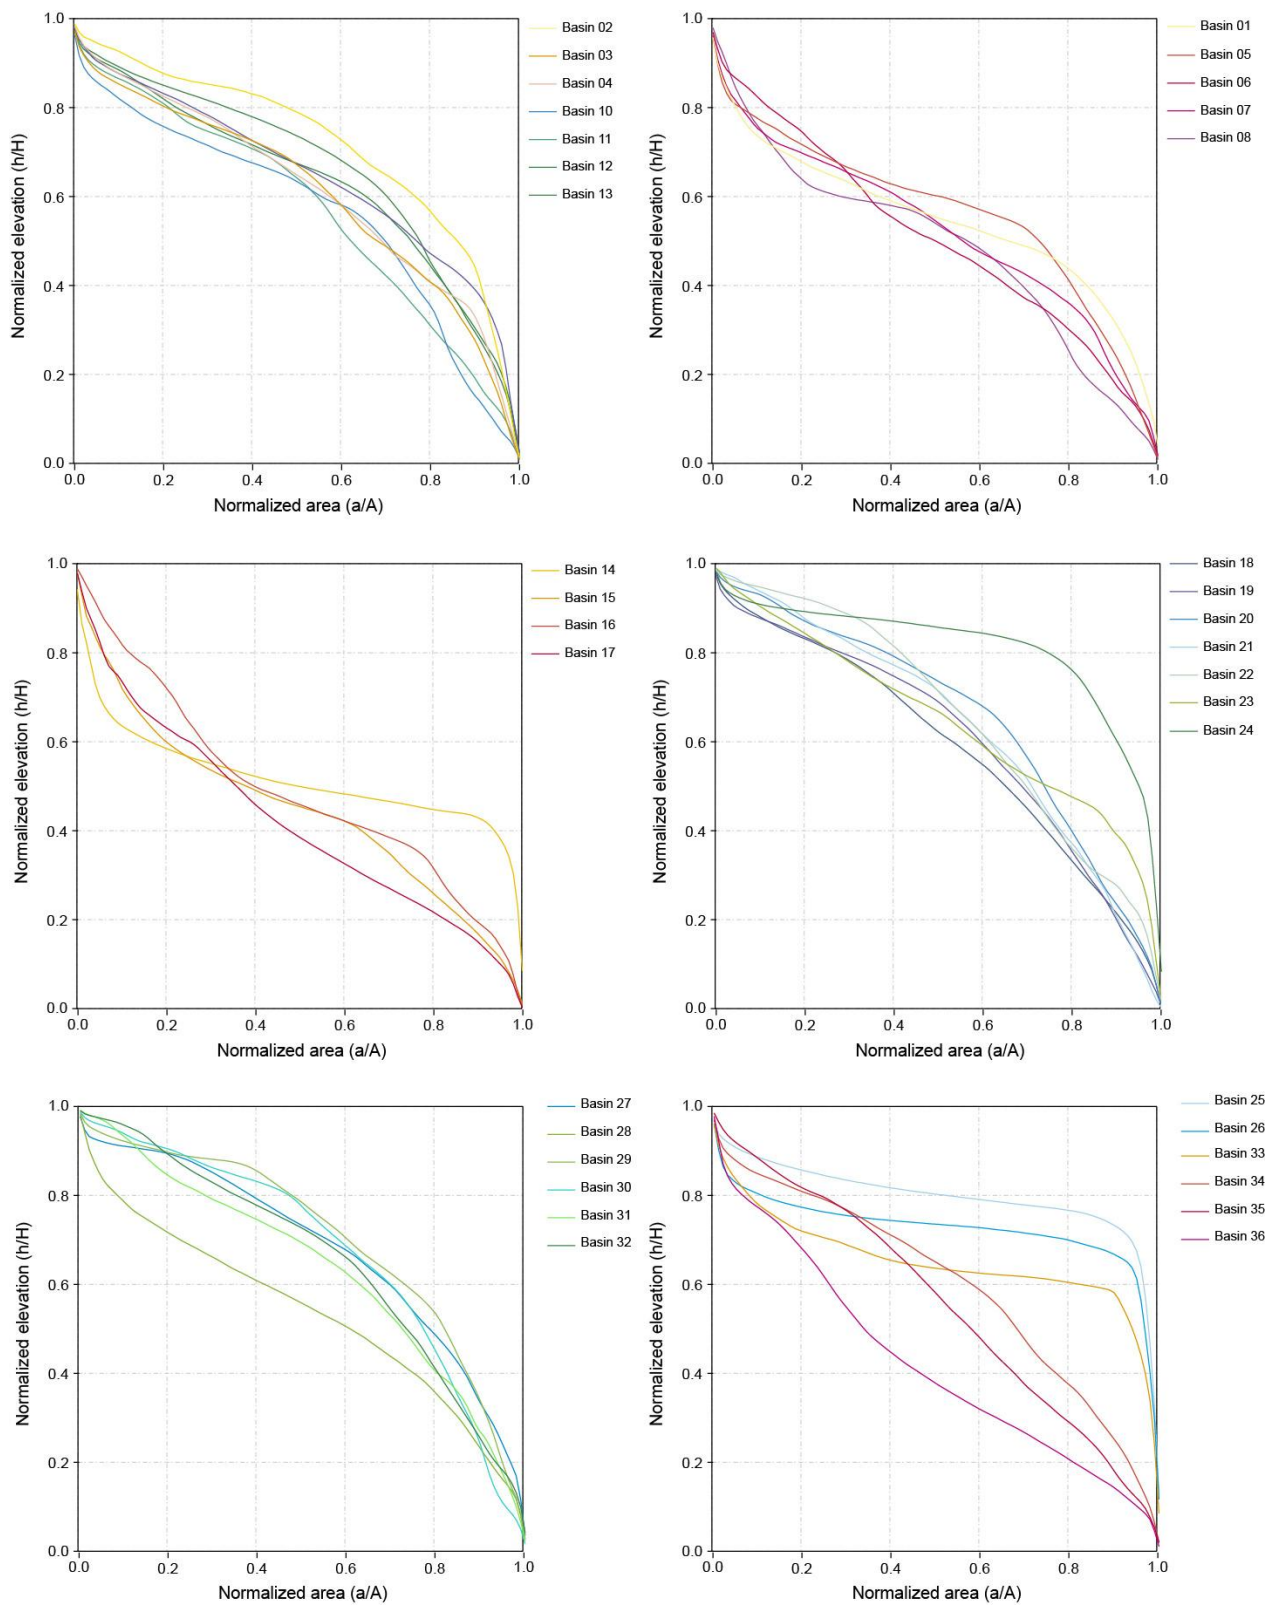 1.0
0.8
0.6
0.4
0.2
0.0
Normalized elevation (h/H)
0.0 0.2 0.4 0.6 0.8 1.0
Normalized area (a/A)
Basin 02
Basin 03
Basin 04
Basin 10
Basin 11
Basin 12
Basin 13
1.0
0.8
0.6
0.4
0.2
0.0
Normalized elevation (h/H)
0.0 0.2 0.4 0.6 0.8 1.0
Normalized area (a/A)
Basin 01
Basin 05
Basin 06
Basin 07
Basin 08
1.0
0.8
0.6
0.4
0.2
0.0
Normalized elevation (h/H)
0.0 0.2 0.4 0.6 0.8 1.0
Normalized area (a/A)
Basin 14
Basin 15
Basin 16
Basin 17
1.0
0.8
0.6
0.4
0.2
0.0
Normalized elevation (h/H)
0.0 0.2 0.4 0.6 0.8 1.0
Normalized area (a/A)
Basin 18
Basin 19
Basin 20
Basin 21
Basin 22
Basin 23
Basin 24
1.0
0.8
0.6
0.4
0.2
0.0
Normalized elevation (h/H)
0.0 0.2 0.4 0.6 0.8 1.0
Normalized area (a/A)
Basin 27
Basin 28
Basin 29
Basin 30
Basin 31
Basin 32
1.0
0.8
0.6
0.4
0.2
0.0
Normalized elevation (h/H)
0.0 0.2 0.4 0.6 0.8 1.0
Normalized area (a/A)
Basin 25
Basin 26
Basin 33
Basin 34
Basin 35
Basin 36